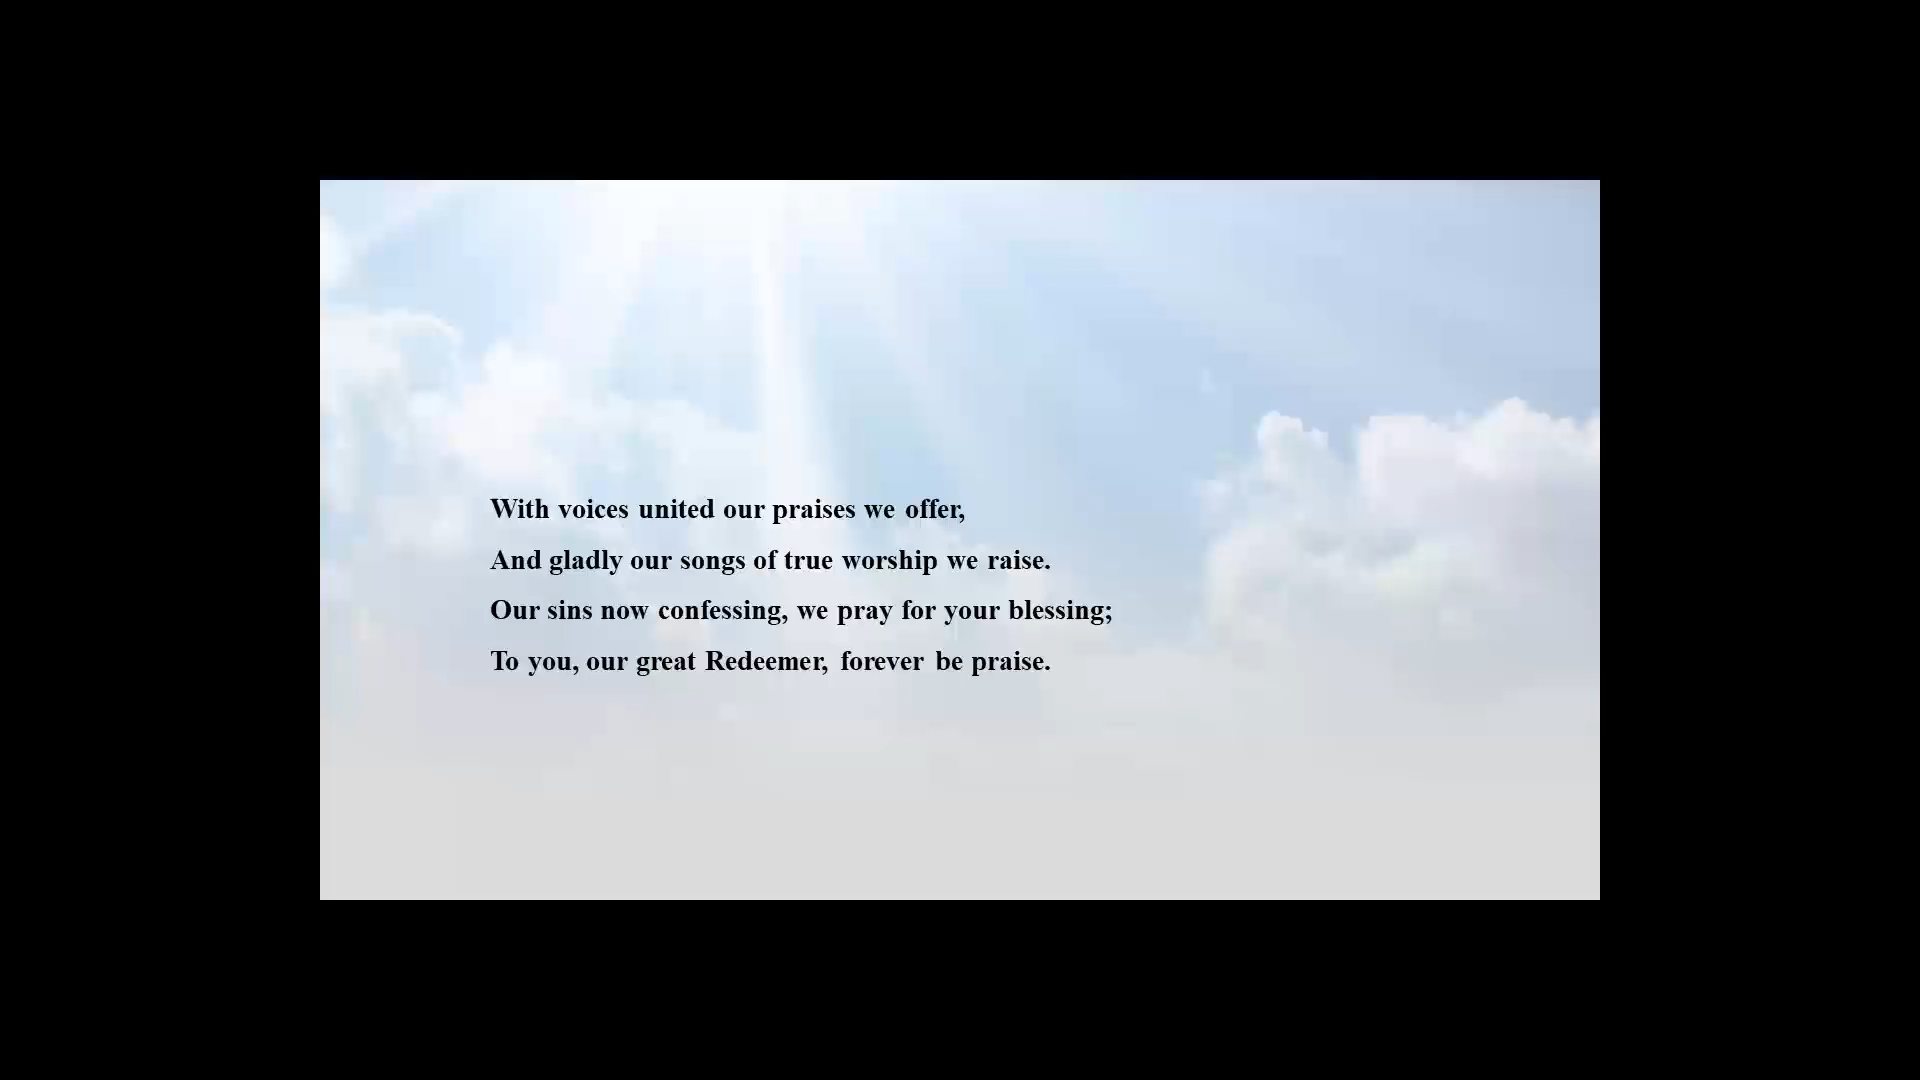 With voices united our praises we offer,
And gladly our songs of true worship we raise.
Our sins now confessing, we pray for your blessing;
To you, our great Redeemer, forever be praise.